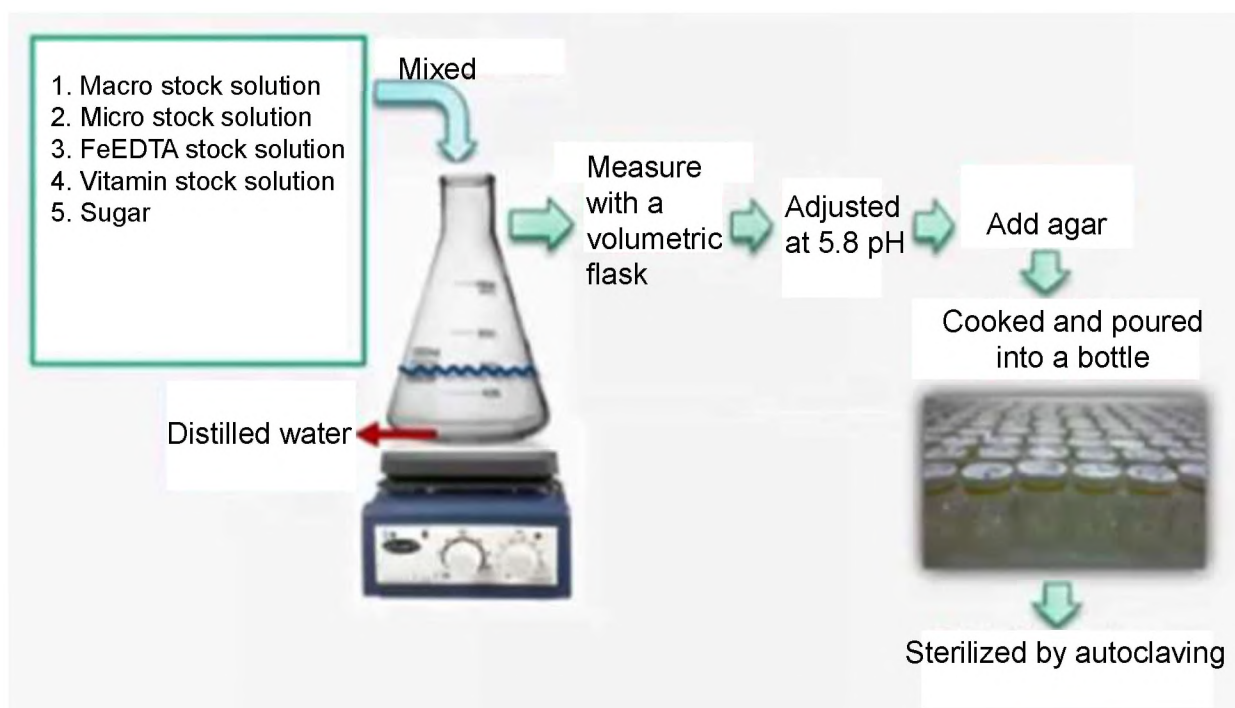 1. Macro stock solution
2. Micro stock solution
3. FeEDTA stock solution
4. Vitamin stock solution
5. Sugar
Mixed
Distilled water
Measure
with a
volumetric
flask
Adjusted
at 5.8 pH
Add agar
Cooked and poured
into a bottle
Sterilized by autoclaving